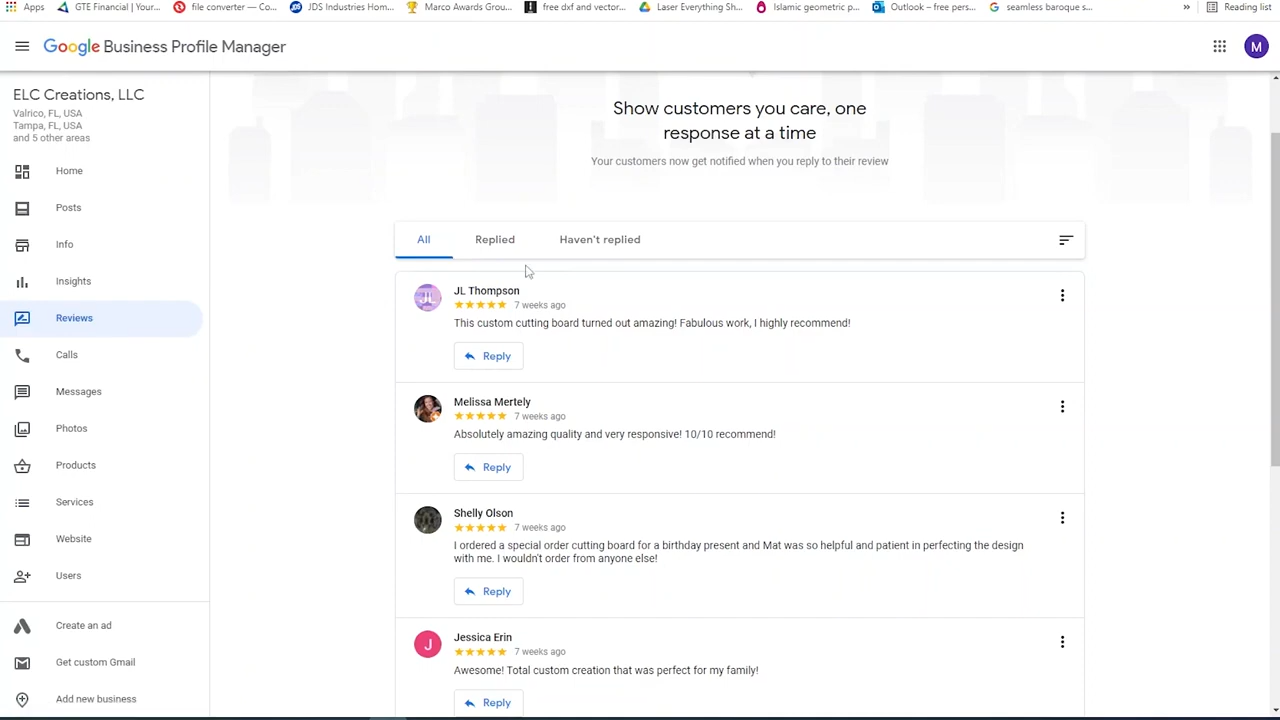 Apps GTE Financial | Your... file converter — Co... JDS Industries Hom... Marco Awards Grou... free dxf and vector... Laser Everything Sh... Islamic geometric p... Outlook – free pers... seamless baroque s... » Reading list
Google Business Profile Manager
M
ELC Creations, LLC
Valrico, FL, USA
Tampa, FL, USA
and 5 other areas
Home
Posts
Info
Insights
Reviews
Calls
Messages
Photos
Products
Services
Website
Users
Create an ad
Get custom Gmail
Add new business
Show customers you care, one
response at a time
Your customers now get notified when you reply to their review
All Replied Haven't replied
JL
JL Thompson
7 weeks ago
This custom cutting board turned out amazing! Fabulous work, I highly recommend!
Reply
Melissa Mertely
7 weeks ago
Absolutely amazing quality and very responsive! 10/10 recommend!
Reply
Shelly Olson
7 weeks ago
I ordered a special order cutting board for a birthday present and Mat was so helpful and patient in perfecting the design
with me. I wouldn't order from anyone else!
Reply
J
Jessica Erin
7 weeks ago
Awesome! Total custom creation that was perfect for my family!
Reply